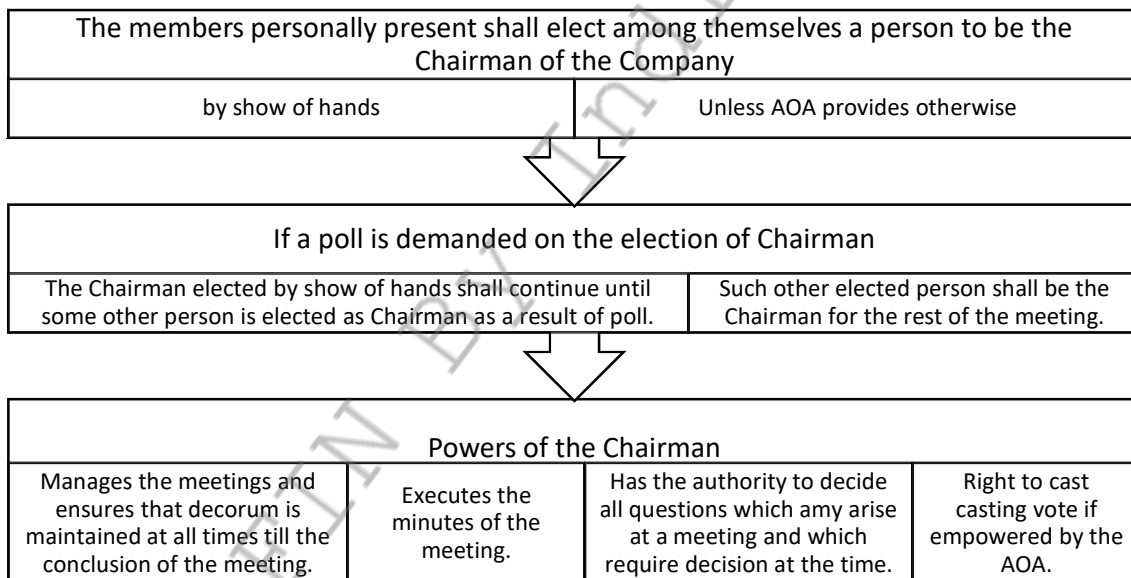 The members personally present shall elect among themselves a person to be the
Chairman of the Company
by show of hands
Unless AOA provides otherwise
If a poll is demanded on the election of Chairman
The Chairman elected by show of hands shall continue until
some other person is elected as Chairman as a result of poll.
Such other elected person shall be the
Chairman for the rest of the meeting.
Powers of the Chairman
Manages the meetings and
ensures that decorum is
maintained at all times till the
conclusion of the meeting.
Executes the
minutes of the
meeting.
Has the authority to decide
all questions which amy arise
at a meeting and which
require decision at the time.
Right to cast
casting vote if
empowered by the
AOA.
FIN By Ind